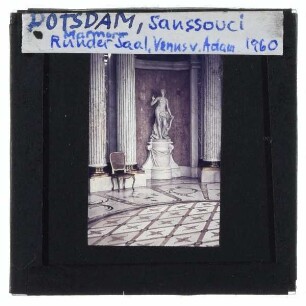 POTSDAM, Sanssouci
Marmor
Runder Saal, Venus v. Adam 1960